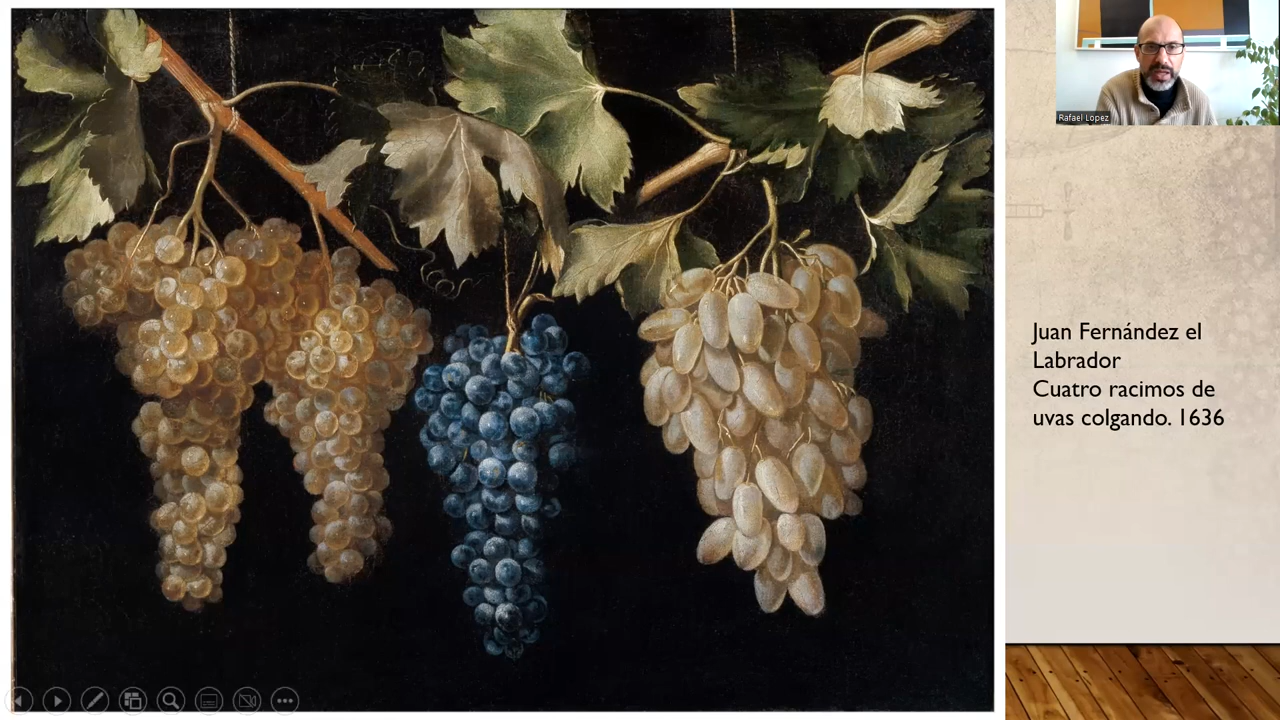 Rafael Lopez
Juan Fernández el
Labrador
Cuatro racimos de
uvas colgando. 1636